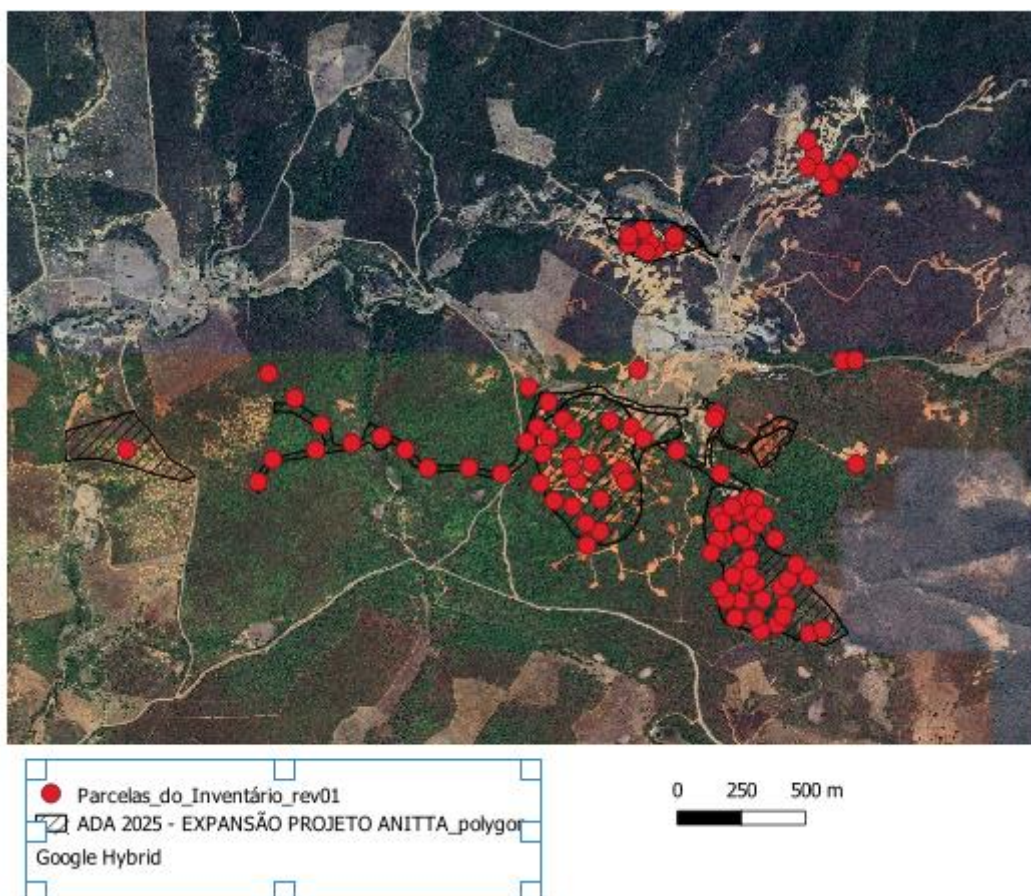 Parcelas_do_Inventário_rev01
ADA 2025 - EXPANSÃO PROJETO ANITTA_polygor
Google Hybrid
0 250 500 m